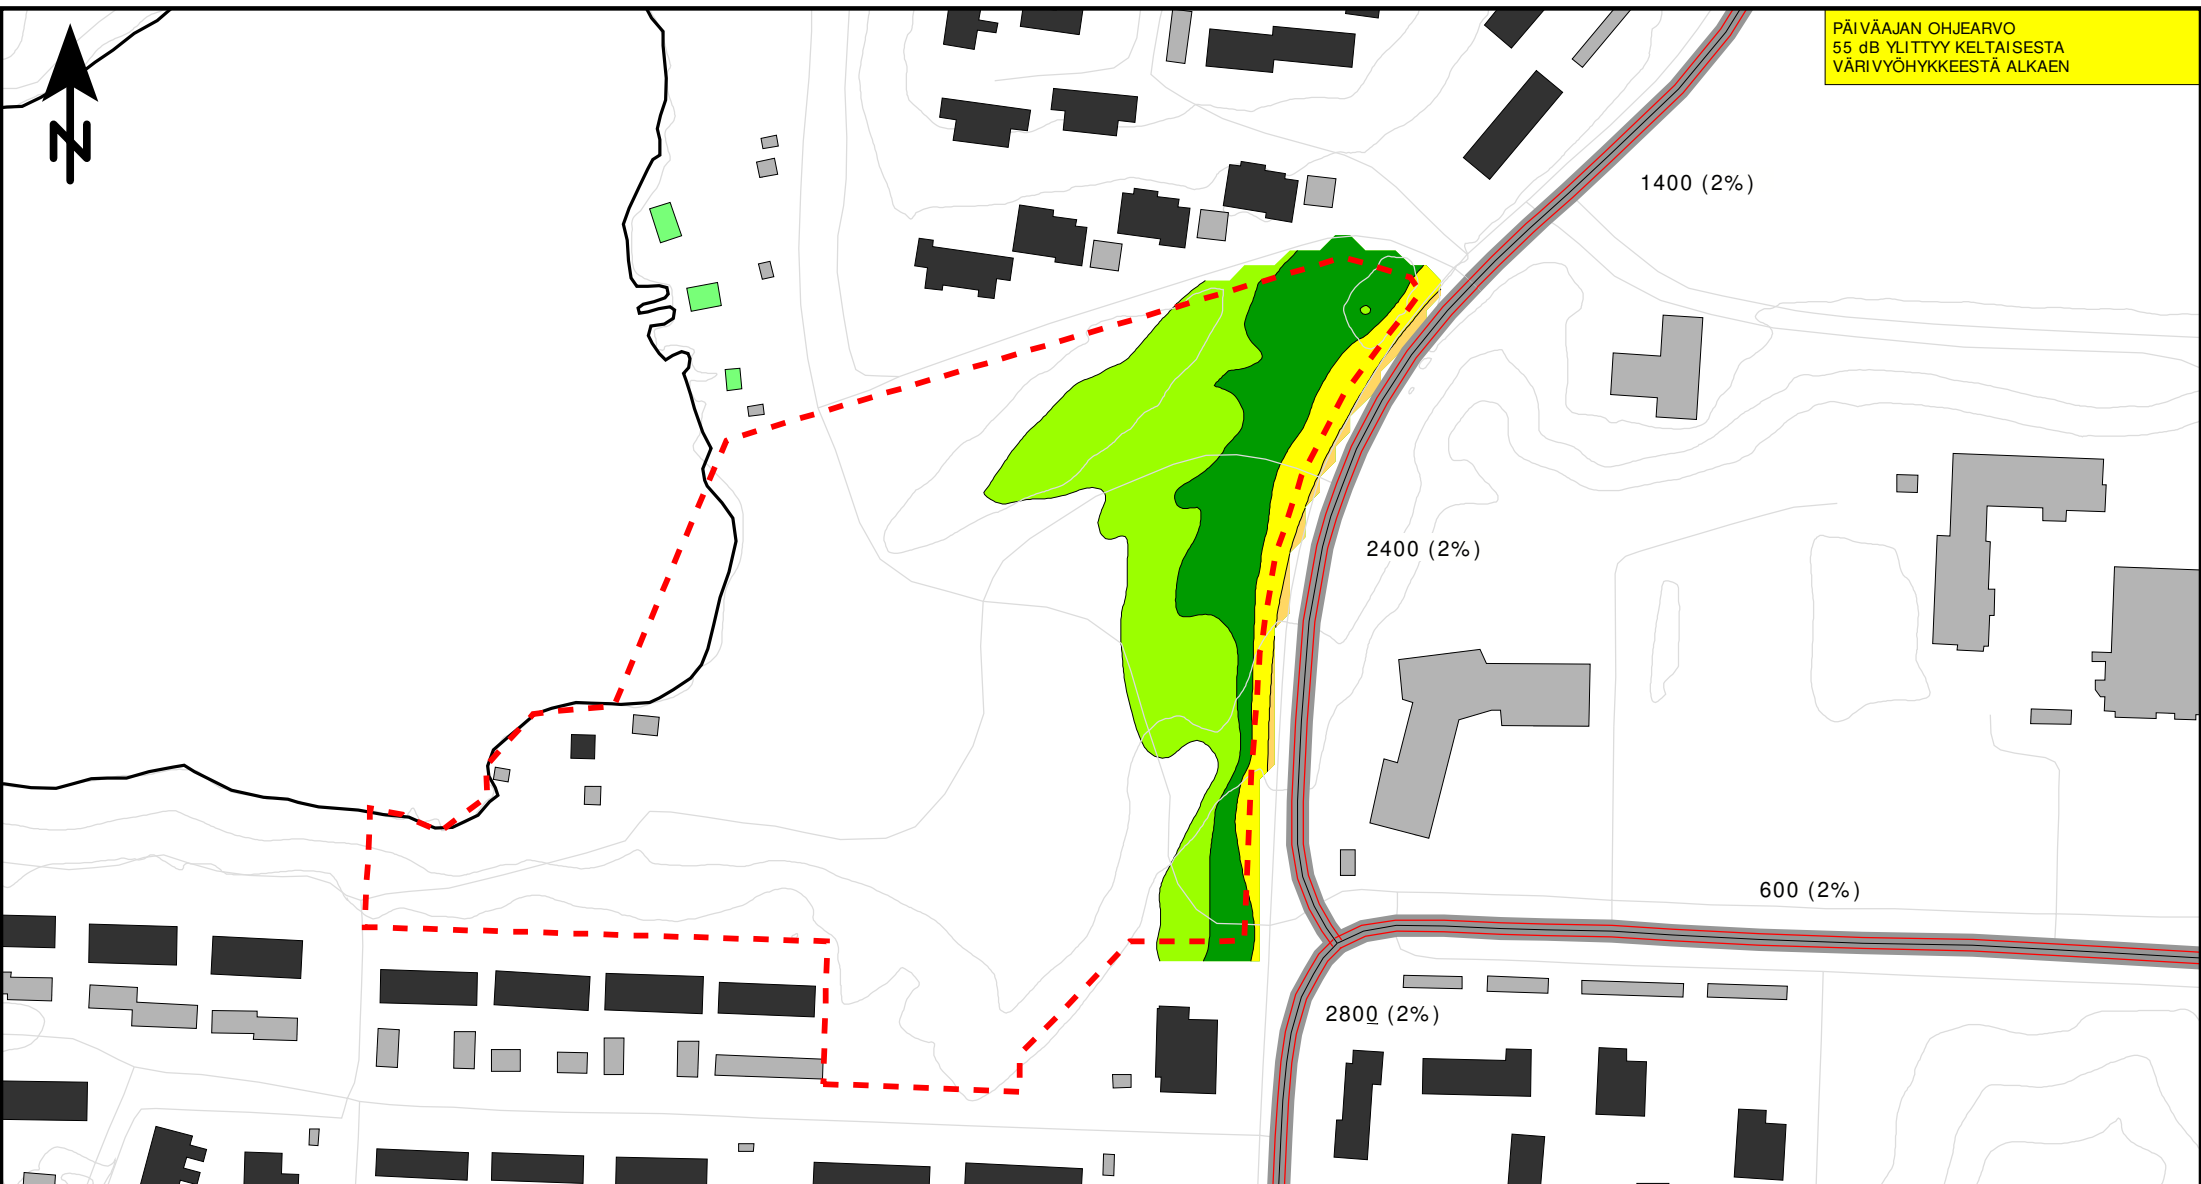 PÄIVÄAJAN OHJEARVO
55 dB YLITTYY KELTAISESTA
VÄRIVYÖHYKKEESTÄ ALKAEN
N
1400 (2%)
2400 (2%)
600 (2%)
2800 (2%)